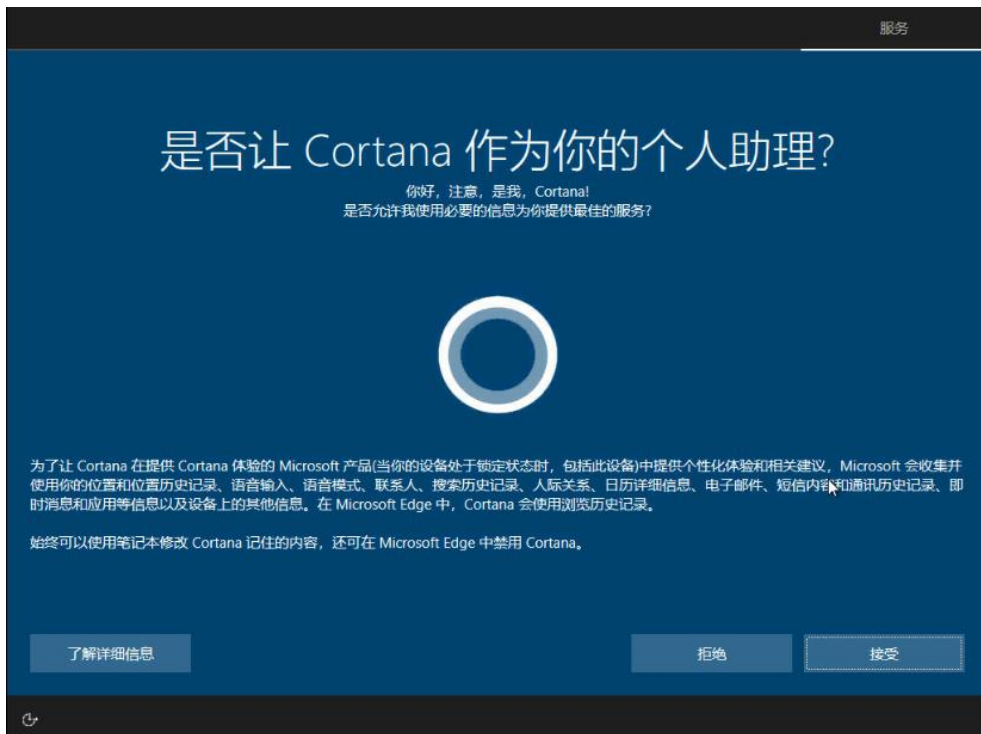 服务
是否让 Cortana 作为你的个人助理?
你好，注意，是我，Cortana!
是否允许我使用必要的信息为你提供最佳的服务?
为了让 Cortana 在提供 Cortana 体验的 Microsoft 产品(当你的设备处于锁定状态时，包括此设备)中提供个性化体验和相关建议，Microsoft 会收集并
使用你的位置和位置历史记录、语音输入、语音模式、联系人、搜索历史记录、人际关系、日历详细信息、电子邮件、短信内容和通讯历史记录、即
时消息和应用等信息以及设备上的其他信息。在 Microsoft Edge 中，Cortana 会使用浏览历史记录。
始终可以使用笔记本修改 Cortana 记住的内容，还可在 Microsoft Edge 中禁用 Cortana。
了解详细信息
拒绝
接受